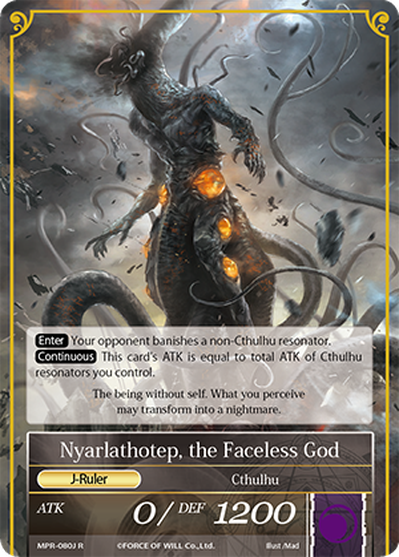 Enter Your opponent banishes a non-Cthulhu resonator.
Continuous This card's ATK is equal to total ATK of Cthulhu
resonators you control.
The being without self. What you perceive
may transform into a nightmare.
Nyarlathotep, the Faceless God
J-Ruler Cthulhu
ATK 0 / DEF 1200
MPR-080J R ©FORCE OF WILL Co.,Ltd. Illust /Mad